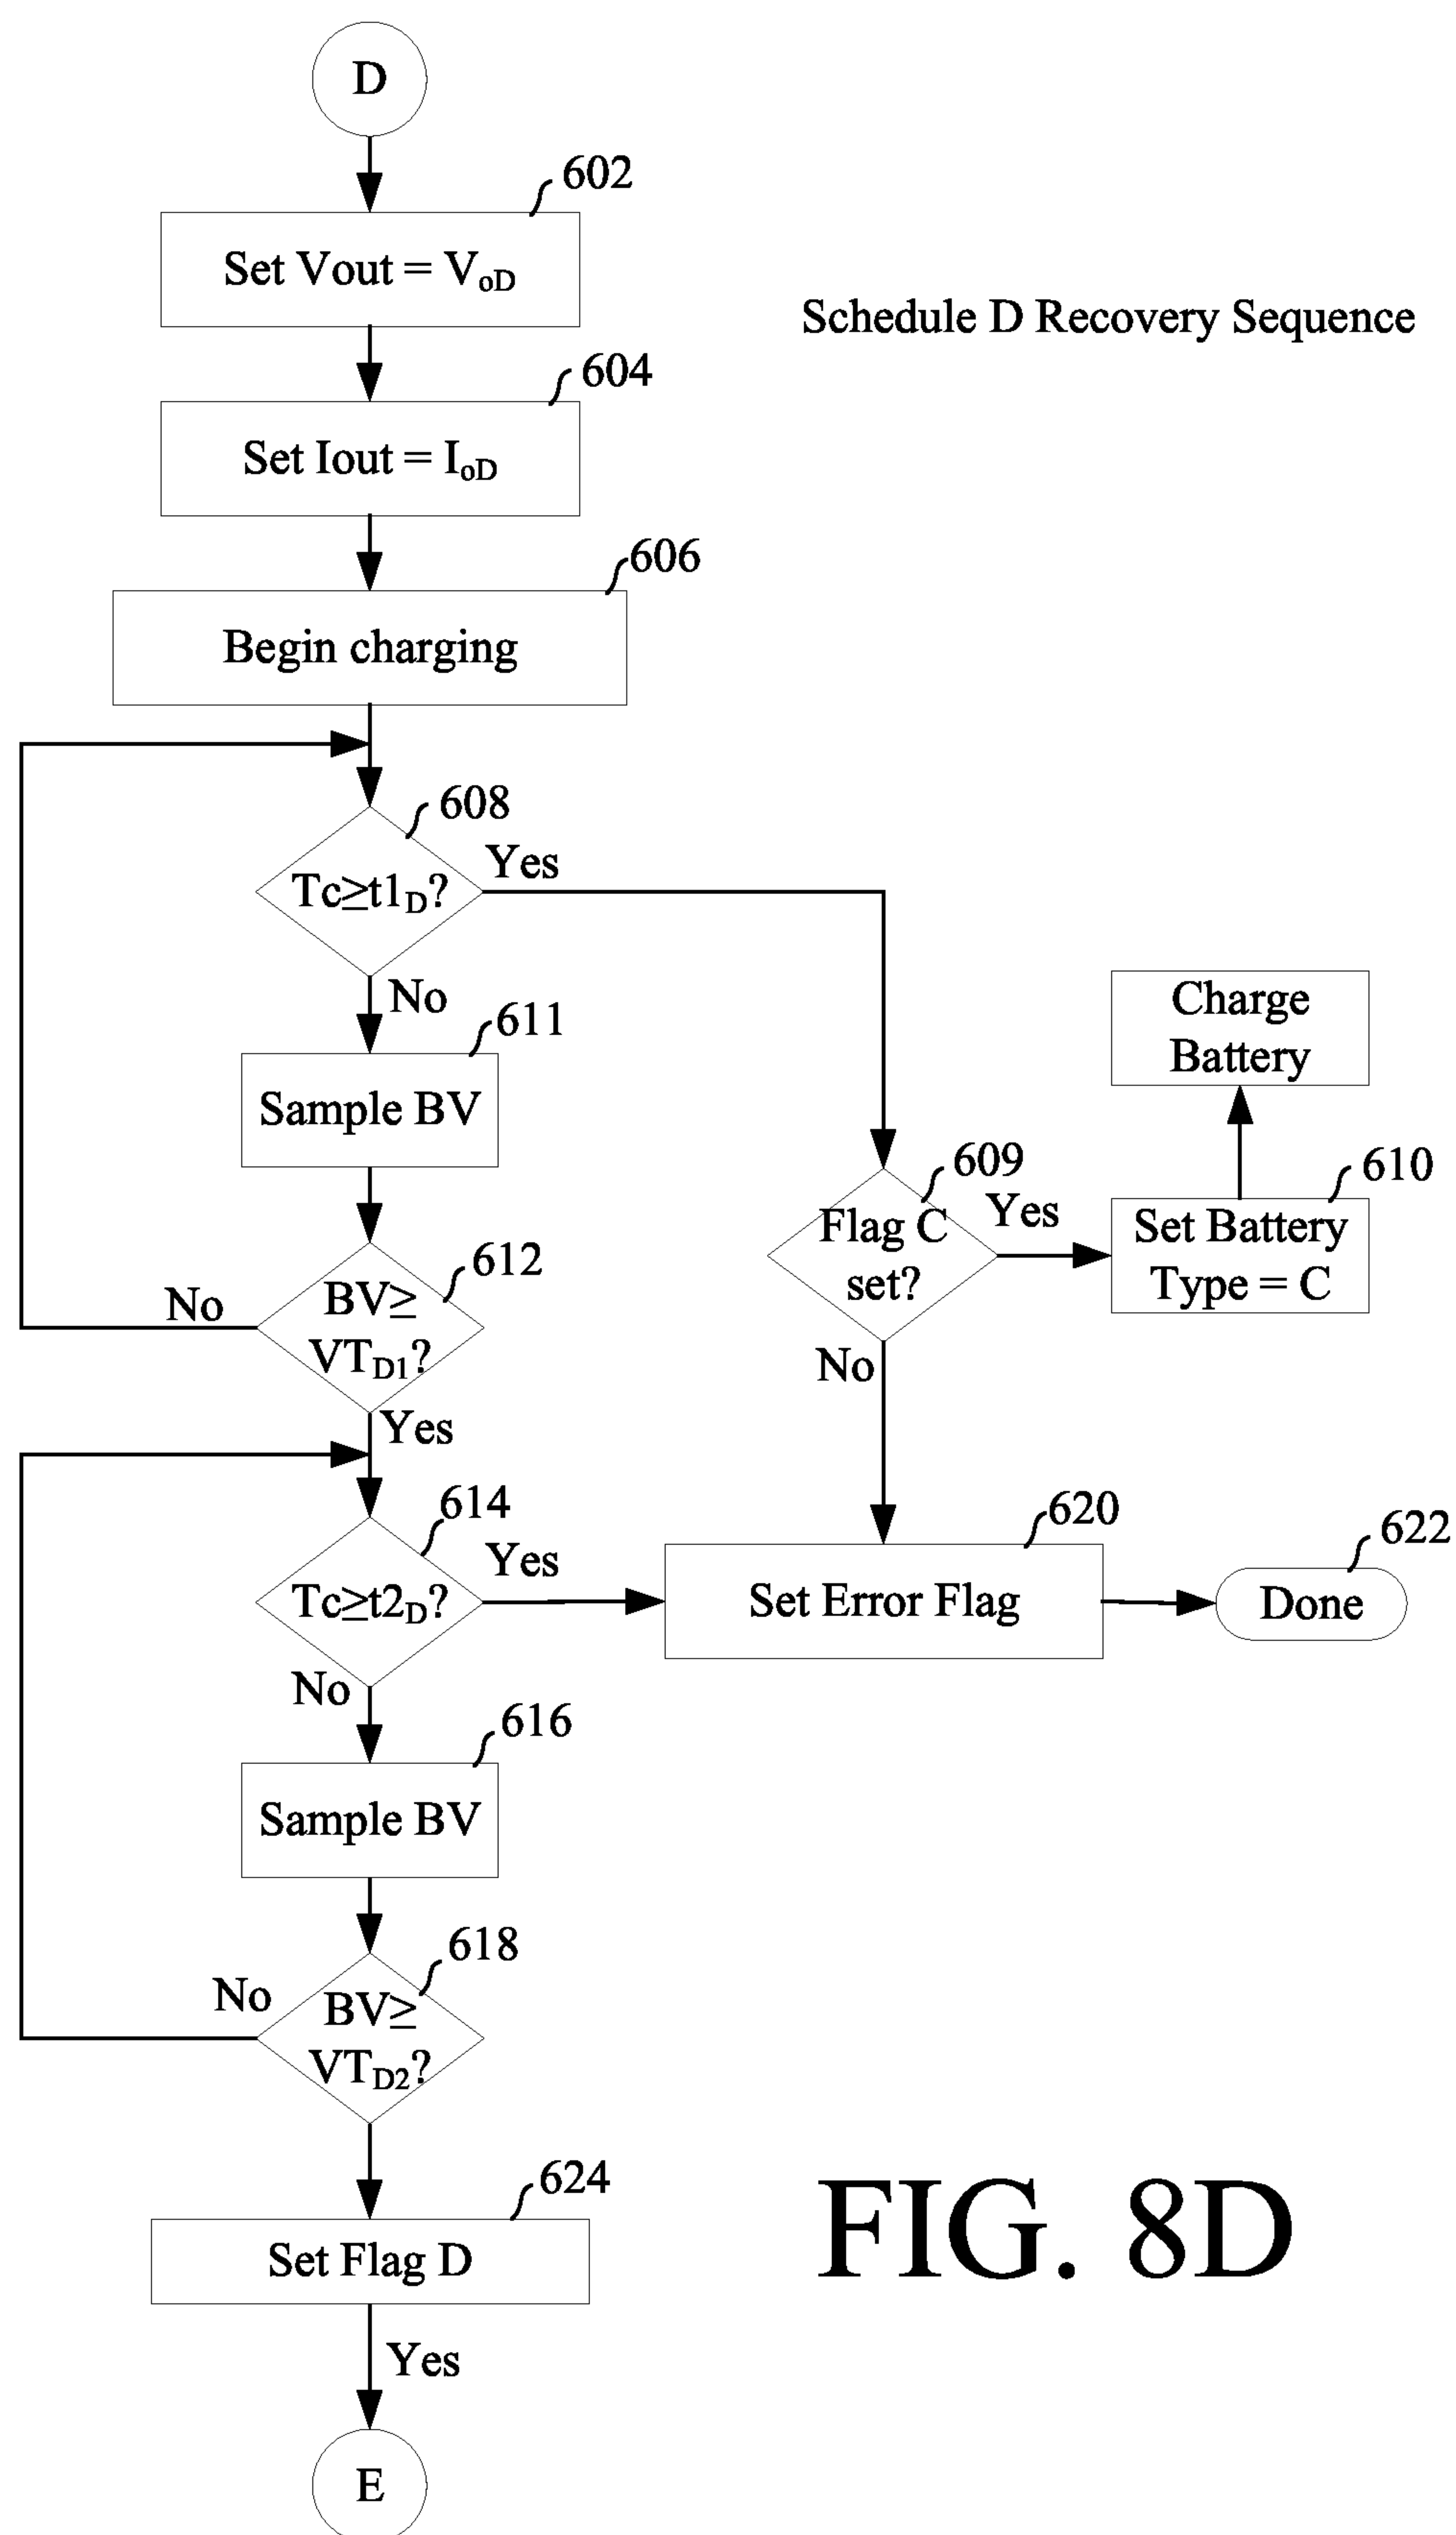 D
602
Set Vout = VoD
Schedule D Recovery Sequence
604
Set Iout = IoD
606
Begin charging
608
Tc≥t1D?
Yes
No
611
Sample BV
Charge
Battery
609
Flag C
set?
Yes
610
Set Battery
Type = C
612
BV≥
VTD1?
No
Yes
No
614
Tc≥t2D?
Yes
620
Set Error Flag
622
Done
No
616
Sample BV
618
BV≥
VTD2?
No
624
Set Flag D
FIG. 8D
Yes
E